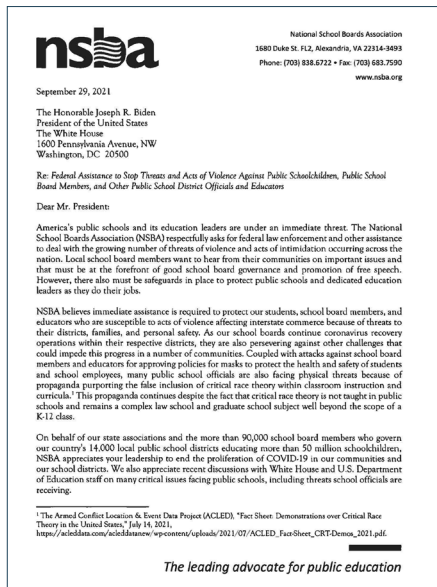 nsba
National School Boards Association
1680 Duke St. FL2, Alexandria, VA 22314-3493
Phone: (703) 838.6722 • Fax: (703) 683.7590
www.nsba.org
September 29, 2021
The Honorable Joseph R. Biden
President of the United States
The White House
1600 Pennsylvania Avenue, NW
Washington, DC 20500
Re: Federal Assistance to Stop Threats and Acts of Violence Against Public Schoolchildren, Public School
Board Members, and Other Public School District Officials and Educators
Dear Mr. President:
America's public schools and its education leaders are under an immediate threat. The National
School Boards Association (NSBA) respectfully asks for federal law enforcement and other assistance
to deal with the growing number of threats of violence and acts of intimidation occurring across the
nation. Local school board members want to hear from their communities on important issues and
that must be at the forefront of good school board governance and promotion of free speech.
However, there also must be safeguards in place to protect public schools and dedicated education
leaders as they do their jobs.
NSBA believes immediate assistance is required to protect our students, school board members, and
educators who are susceptible to acts of violence affecting interstate commerce because of threats to
their districts, families, and personal safety. As our school boards continue coronavirus recovery
operations within their respective districts, they are also persevering against other challenges that
could impede this progress in a number of communities. Coupled with attacks against school board
members and educators for approving policies for masks to protect the health and safety of students
and school employees, many public school officials are also facing physical threats because of
propaganda purporting the false inclusion of critical race theory within classroom instruction and
curricula.¹ This propaganda continues despite the fact that critical race theory is not taught in public
schools and remains a complex law school and graduate school subject well beyond the scope of a
K-12 class.
On behalf of our state associations and the more than 90,000 school board members who govern
our country's 14,000 local public school districts educating more than 50 million schoolchildren,
NSBA appreciates your leadership to end the proliferation of COVID-19 in our communities and
our school districts. We also appreciate recent discussions with White House and U.S. Department
of Education staff on many critical issues facing public schools, including threats school officials are
receiving.
¹ The Armed Conflict Location & Event Data Project (ACLED), "Fact Sheet: Demonstrations over Critical Race
Theory in the United States," July 14, 2021,
https://acleddata.com/acleddatanew/wp-content/uploads/2021/07/ACLED_Fact-Sheet_CRT-Demos_2021.pdf.
The leading advocate for public education